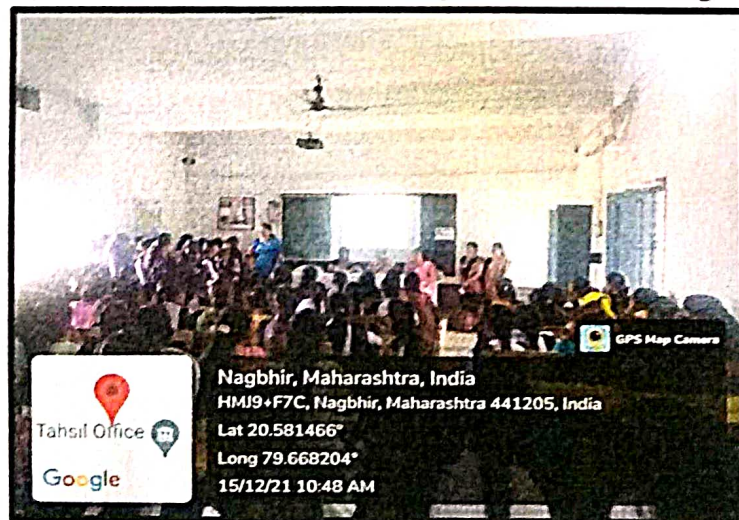 GPS Map Camera
Nagbhir, Maharashtra, India
HMJ9+F7C, Nagbhir, Maharashtra 441205, India
Lat 20.581466°
Long 79.668204°
15/12/21 10:48 AM
Tahsil Office
Google